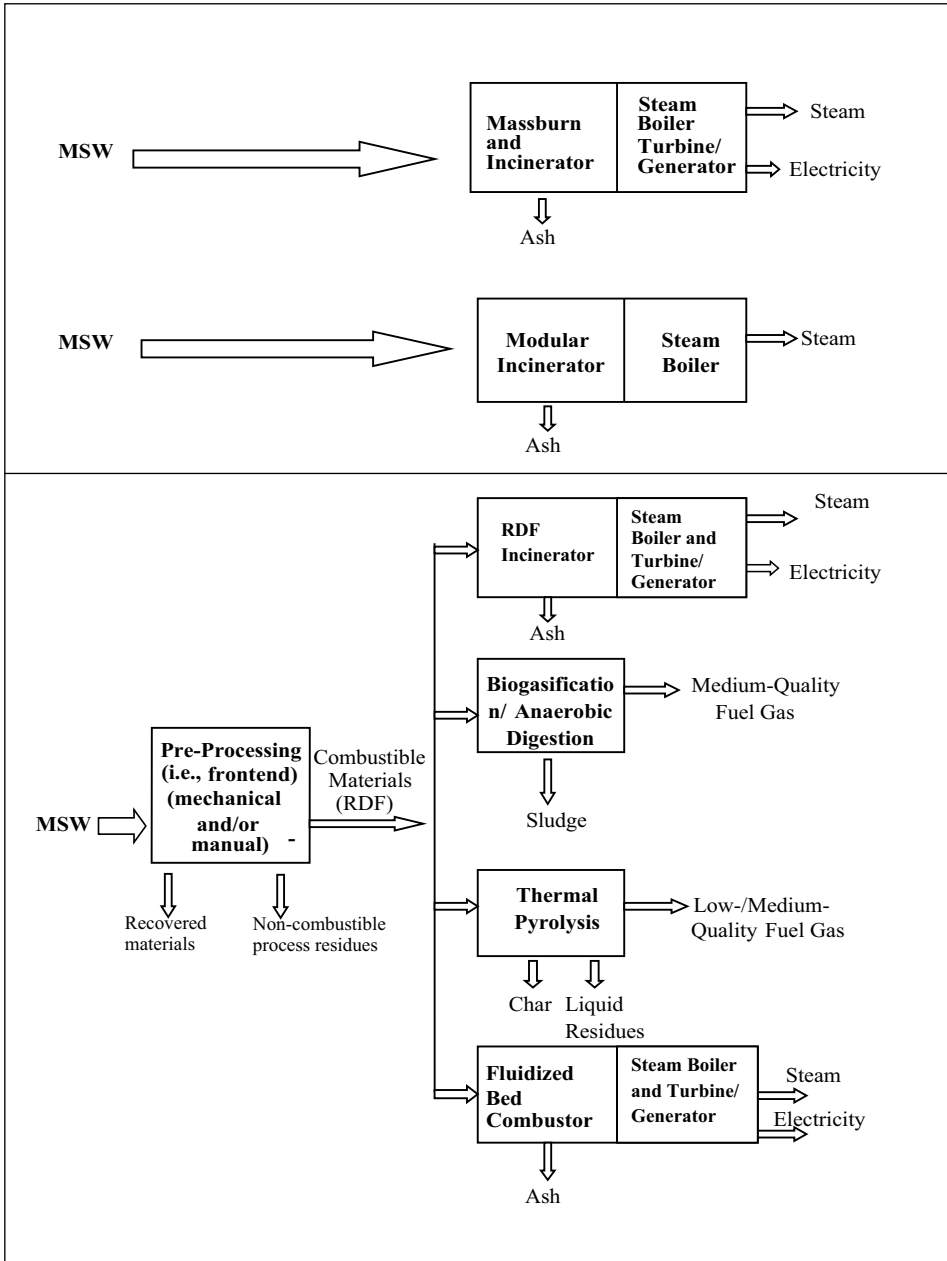 MSW
Massburn
and
Incinerator
Steam
Boiler
Turbine/
Generator
Steam
Electricity
Ash
MSW
Modular
Incinerator
Steam
Boiler
Steam
Ash
RDF
Incinerator
Steam
Boiler and
Turbine/
Generator
Steam
Electricity
Ash
Biogasificatio
n/ Anaerobic
Digestion
Medium-Quality
Fuel Gas
Sludge
MSW
Pre-Processing
(i.e., frontend)
(mechanical
and/or
manual) -
Combustible
Materials
(RDF)
Recovered
materials
Non-combustible
process residues
Thermal
Pyrolysis
Low-/Medium-
Quality Fuel Gas
Char
Liquid
Residues
Fluidized
Bed
Combustor
Steam Boiler
and Turbine/
Generator
Steam
Electricity
Ash